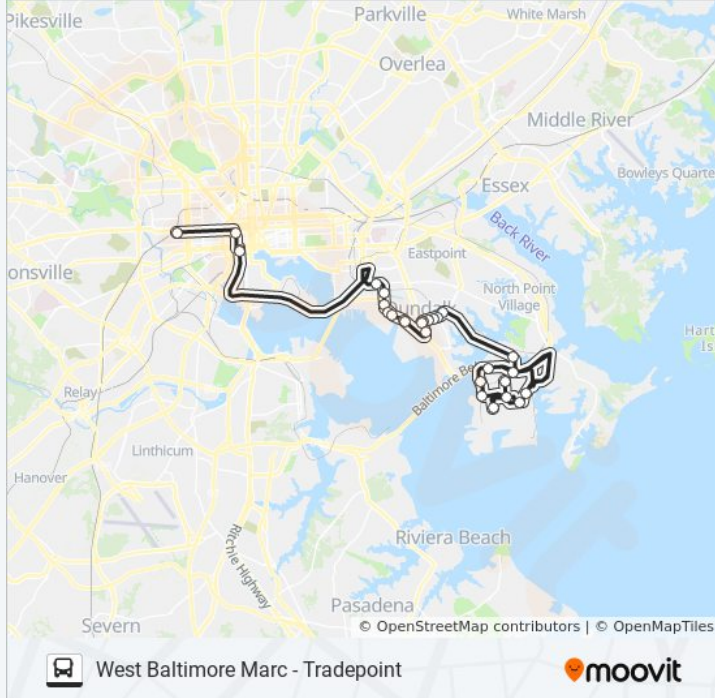 Pikesville
Parkville
White Marsh
Overlea
Middle River
Bowleys Quarte
Essex
Back River
Eastpoint
onsville
North Point
Village
Dundalk
Hart
Is
Baltimore Be
Relay
Linthicum
Hanover
Ritchie Highway
Riviera Beach
Pasadena
Severn
© OpenStreetMap contributors | © OpenMapTiles
West Baltimore Marc - Tradepoint
moovit